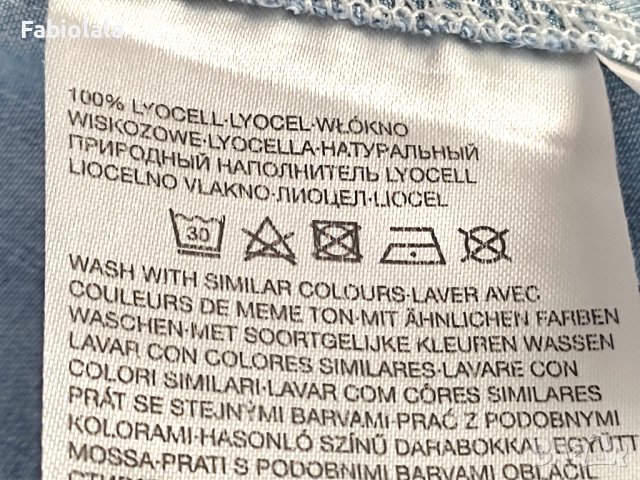 Fabiolala
100% LYOCELL·LYOCEL·WŁÓKNO
WISKOZOWE·LYOCELLA·НАТУРАЛЬНЫЙ
ПРИРОДНЫЙ НАПОЛНИТЕЛЬ LYOCELL
LIOCELNO VLAKNO·ЛИОЦЕЛ·LIOCEL
30
WASH WITH SIMILAR COLOURS·LAVER AVEC
COULEURS DE MEME TON·MIT ÄHNLICHEN FARBEN
WASCHEN·MET SOORTGELIJKE KLEUREN WASSEN
LAVAR CON COLORES SIMILARES·LAVARE CON
COLORI SIMILARI·LAVAR COM CÔRES SIMILARES
PRÁT SE STEJNÝMI BARVAMI·PRAĆ Z PODOBNYMI
KOLORAMI·HASONLÓ SZÍNŰ DARABOKKAL EGYÜTT
MOSSA·PRATI S PODOBNIMI BARVAMI OBLAČIL